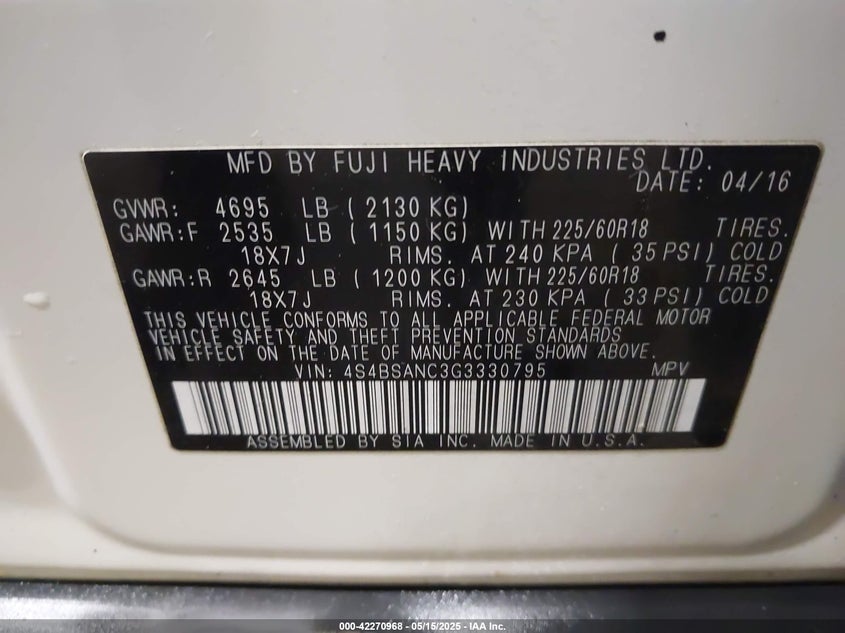 MFD BY FUJI HEAVY INDUSTRIES LTD.
DATE: 04/16
GVWR: 4695 LB ( 2130 KG)
GAWR:F 2535 LB ( 1150 KG) WITH 225/60R18 TIRES.
18X7J RIMS. AT 240 KPA ( 35 PSI) COLD
GAWR:R 2645 LB ( 1200 KG) WITH 225/60R18 TIRES.
18X7J RIMS. AT 230 KPA ( 33 PSI) COLD
THIS VEHICLE CONFORMS TO ALL APPLICABLE FEDERAL MOTOR
VEHICLE SAFETY AND THEFT PREVENTION STANDARDS
IN EFFECT ON THE DATE OF MANUFACTURE SHOWN ABOVE.
VIN: 4S4BSANC3G3330795 MPV
ASSEMBLED BY SIA INC. MADE IN U.S.A.
000-42270968 - 05/15/2025 - IAA Inc.